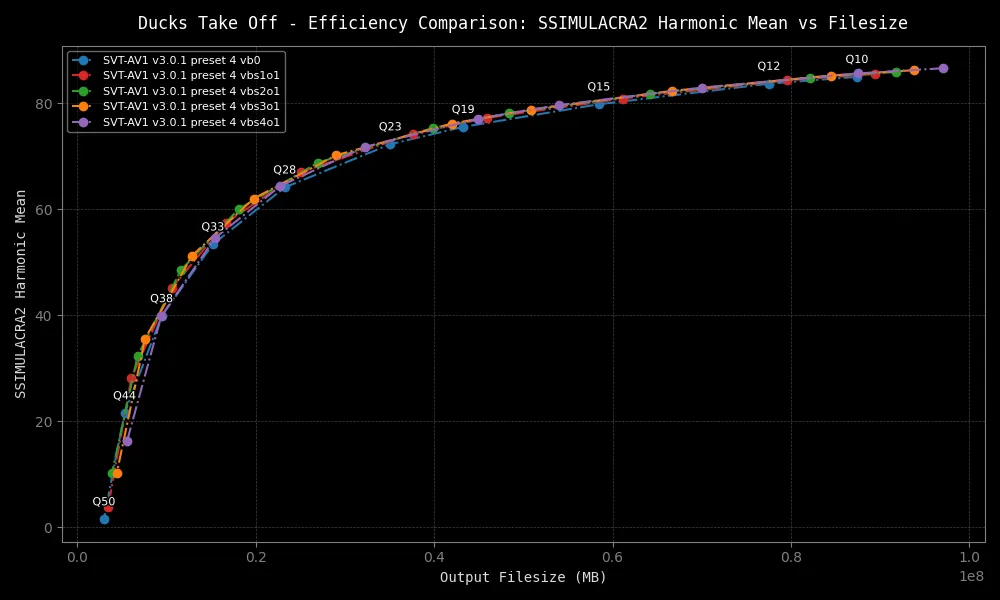 Ducks Take Off - Efficiency Comparison: SSIMULACRA2 Harmonic Mean vs Filesize
SVT-AV1 v3.0.1 preset 4 vb0
SVT-AV1 v3.0.1 preset 4 vbs1o1
SVT-AV1 v3.0.1 preset 4 vbs2o1
SVT-AV1 v3.0.1 preset 4 vbs3o1
SVT-AV1 v3.0.1 preset 4 vbs4o1
Q10
Q12
Q15
Q19
Q23
Q28
Q33
Q38
Q44
Q50
80
60
40
20
0
SSIMULACRA2 Harmonic Mean
0.0 0.2 0.4 0.6 0.8 1.0
1e8
Output Filesize (MB)